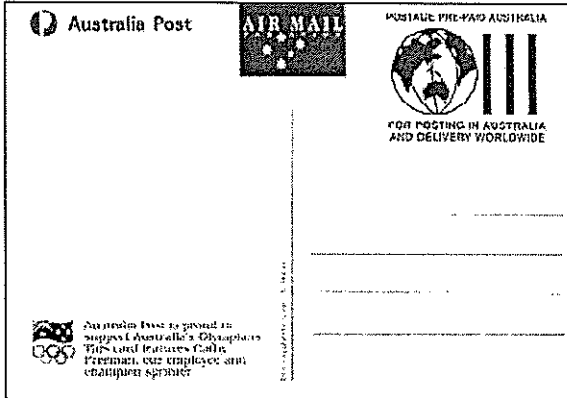 Australia Post
AIR MAIL
POSTAGE PRE-PAID AUSTRALIA
FOR POSTING IN AUSTRALIA
AND DELIVERY WORLDWIDE
Australia Post is proud to
support Australia's Olympians
This card features Cathy
Freeman, our employee and
champion sprinter